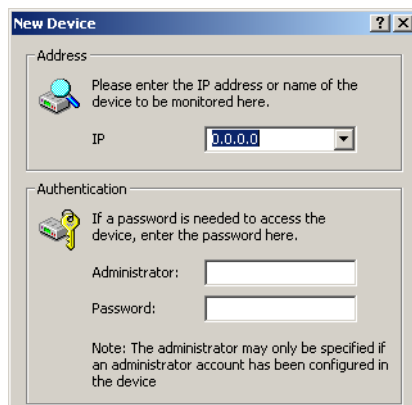 New Device
Address
Please enter the IP address or name of the
device to be monitored here.
IP
0.0.0.0
Authentication
If a password is needed to access the
device, enter the password here.
Administrator:
Password:
Note: The administrator may only be specified if
an administrator account has been configured in
the device